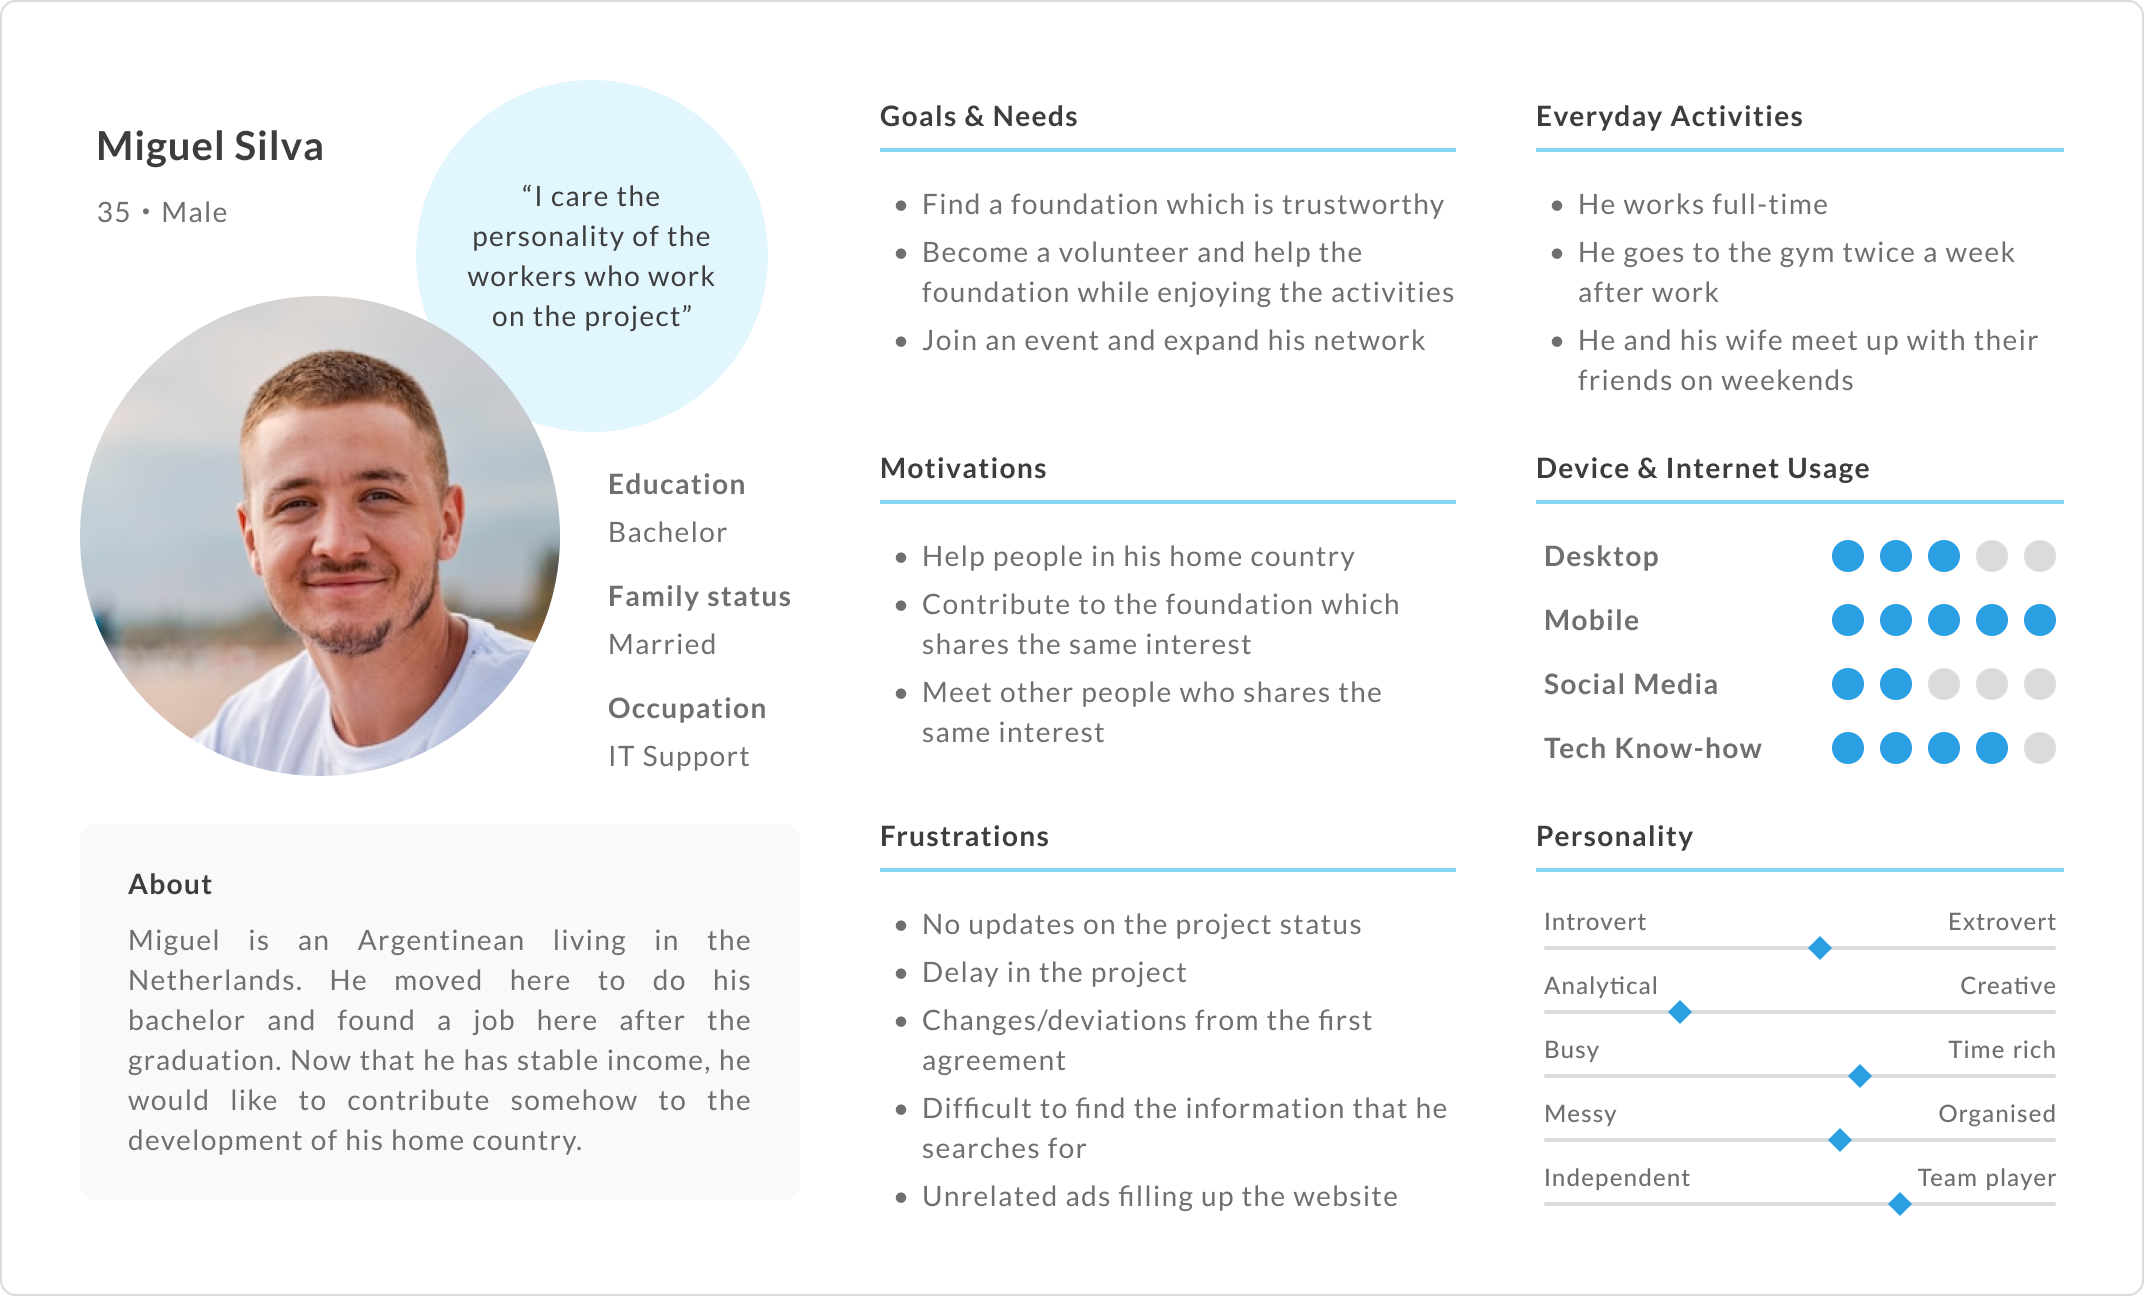 Miguel Silva
35 • Male
“I care the
personality of the
workers who work
on the project”
Education
Bachelor
Family status
Married
Occupation
IT Support
About
Miguel is an Argentinean living in the
Netherlands. He moved here to do his
bachelor and found a job here after the
graduation. Now that he has stable income, he
would like to contribute somehow to the
development of his home country.
Goals & Needs
• Find a foundation which is trustworthy
• Become a volunteer and help the
foundation while enjoying the activities
• Join an event and expand his network
Motivations
• Help people in his home country
• Contribute to the foundation which
shares the same interest
• Meet other people who shares the
same interest
Frustrations
• No updates on the project status
• Delay in the project
• Changes/deviations from the first
agreement
• Difficult to find the information that he
searches for
• Unrelated ads filling up the website
Everyday Activities
• He works full-time
• He goes to the gym twice a week
after work
• He and his wife meet up with their
friends on weekends
Device & Internet Usage
Desktop
Mobile
Social Media
Tech Know-how
Personality
Introvert Extrovert
Analytical Creative
Busy Time rich
Messy Organised
Independent Team player